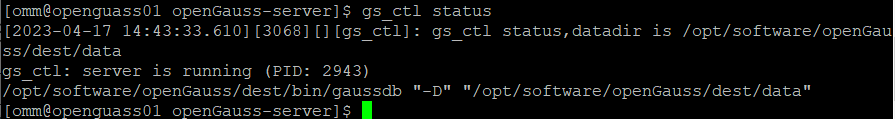 [omm@openguass01 openGauss-server]$ gs_ctl status
[2023-04-17 14:43:33.610][3068][][gs_ctl]: gs_ctl status,datadir is /opt/software/openGau
ss/dest/data
gs_ctl: server is running (PID: 2943)
/opt/software/openGauss/dest/bin/gaussdb "-D" "/opt/software/openGauss/dest/data"
[omm@openguass01 openGauss-server]$